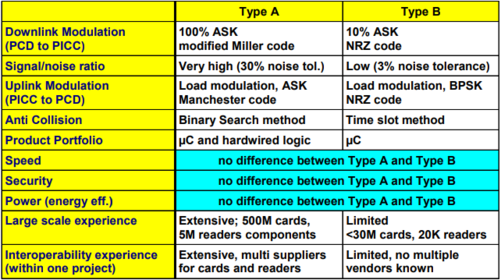 Type A Type B
Downlink Modulation 100% ASK 10% ASK
(PCD to PICC) modified Miller code NRZ code
Signal/noise ratio Very high (30% noise tol.) Low (3% noise tolerance)
Uplink Modulation Load modulation, ASK Load modulation, BPSK
(PICC to PCD) Manchester code NRZ code
Anti Collision Binary Search method Time slot method
Product Portfolio µC and hardwired logic µC
Speed no difference between Type A and Type B
Security no difference between Type A and Type B
Power (energy eff.) no difference between Type A and Type B
Large scale experience Extensive; 500M cards, Limited
5M readers components <30M cards, 20K readers
Interoperability experience Extensive, multi suppliers Limited, no multiple
(within one project) for cards and readers vendors known